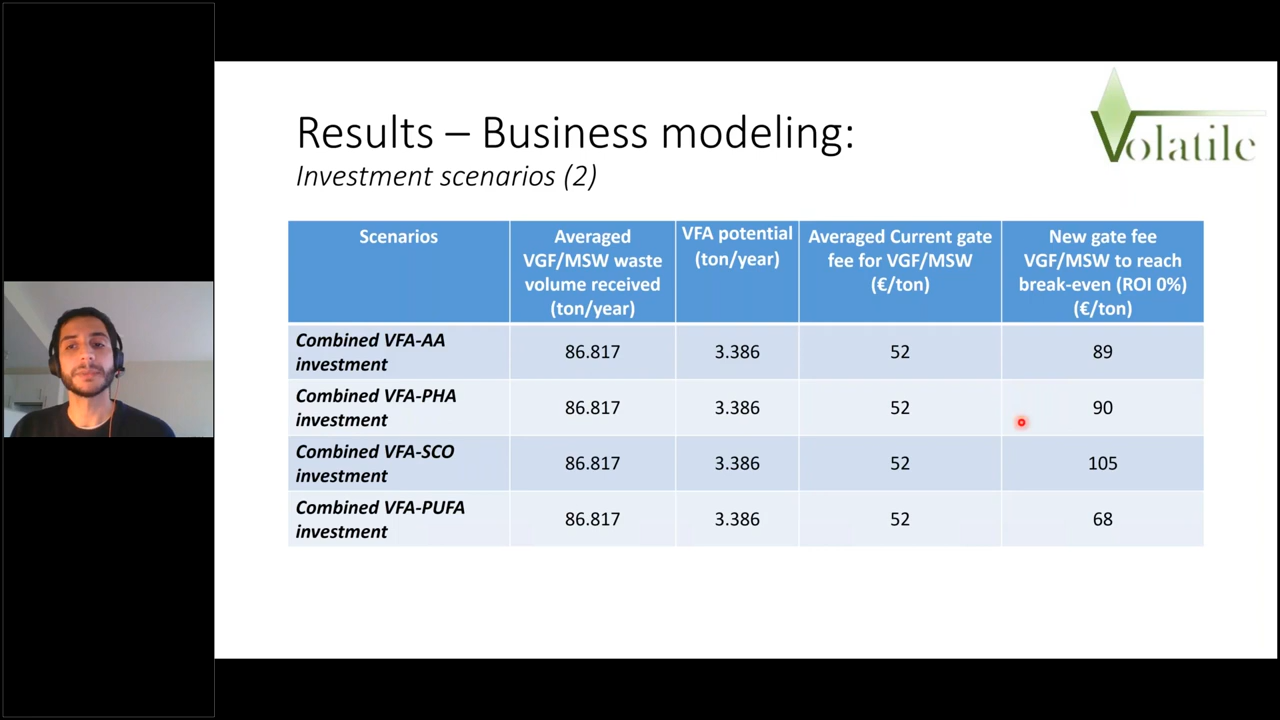 Results – Business modeling:
Investment scenarios (2)
Volatile
Scenarios
Averaged
VGF/MSW waste
volume received
(ton/year)
VFA potential
(ton/year)
Averaged Current gate
fee for VGF/MSW
(€/ton)
New gate fee
VGF/MSW to reach
break-even (ROI 0%)
(€/ton)
Combined VFA-AA
investment
86.817
3.386
52
89
Combined VFA-PHA
investment
86.817
3.386
52
90
Combined VFA-SCO
investment
86.817
3.386
52
105
Combined VFA-PUFA
investment
86.817
3.386
52
68